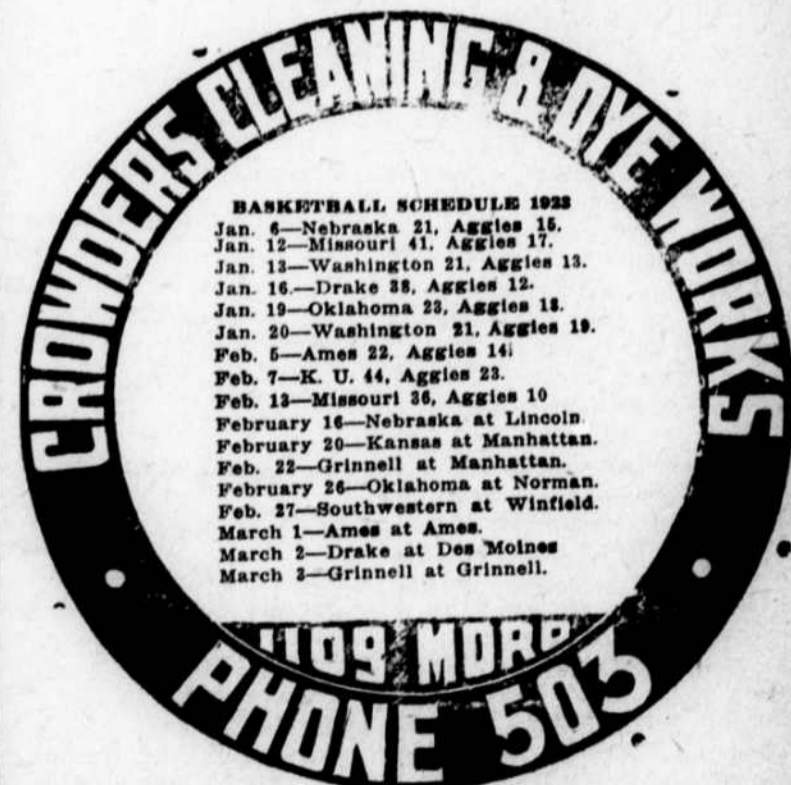 CROWDER'S CLEANING & DYE WORKS
BASKETBALL SCHEDULE 1923
Jan. 6—Nebraska 21, Aggies 15.
Jan. 12—Missouri 41, Aggies 17.
Jan. 13—Washington 21, Aggies 13.
Jan. 16.—Drake 38, Aggies 12.
Jan. 19—Oklahoma 23, Aggies 18.
Jan. 20—Washington 21, Aggies 19.
Feb. 5—Ames 22, Aggies 14.
Feb. 7—K. U. 44, Aggies 23.
Feb. 13—Missouri 36, Aggies 10
February 16—Nebraska at Lincoln.
February 20—Kansas at Manhattan.
Feb. 22—Grinnell at Manhattan.
February 26—Oklahoma at Norman.
Feb. 27—Southwestern at Winfield.
March 1—Ames at Ames.
March 2—Drake at Des Moines
March 3—Grinnell at Grinnell.
1109 MORO
PHONE 503